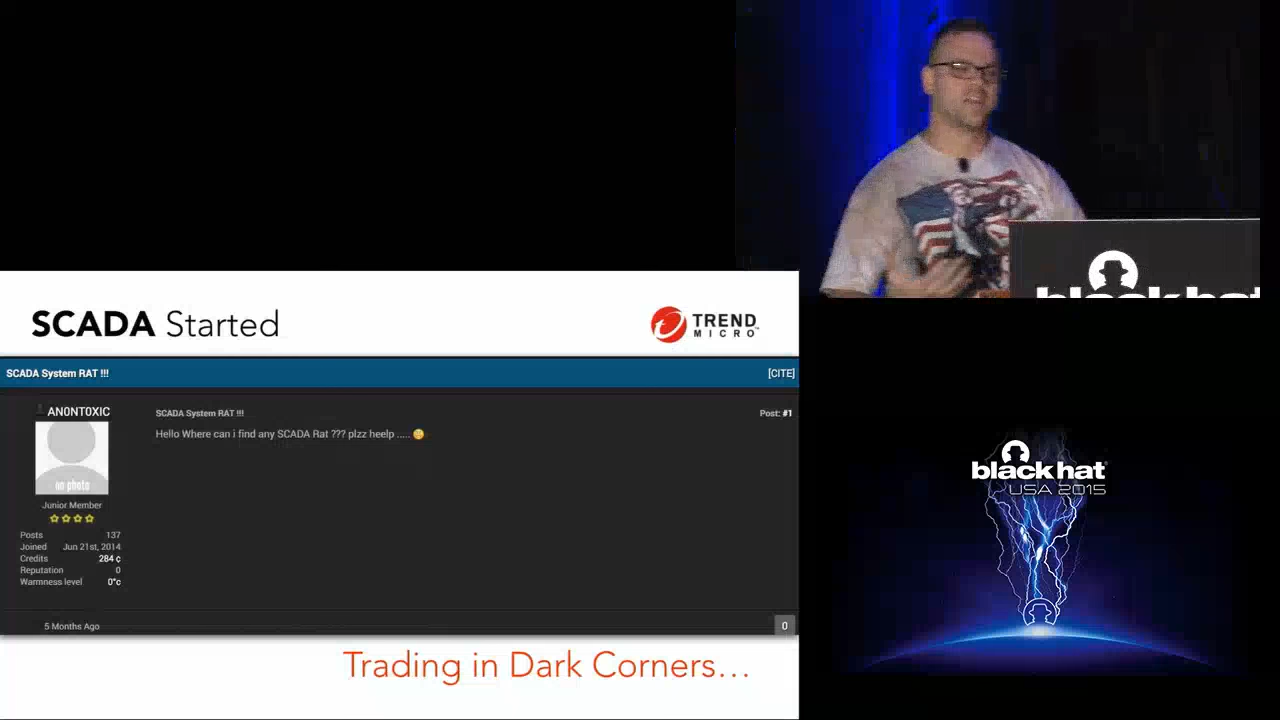 SCADA Started
TREND
MICRO
SCADA System RAT !!!
[CITE]
AN0NT0XIC
SCADA System RAT !!!
Post: #1
Hello Where can i find any SCADA Rat ??? plzz heelp .....
no photo
Junior Member
Posts 137
Joined Jun 21st, 2014
Credits 284 ¢
Reputation 0
Warmness level 0°c
5 Months Ago
0
Trading in Dark Corners…
black hat
black hat
USA 2015